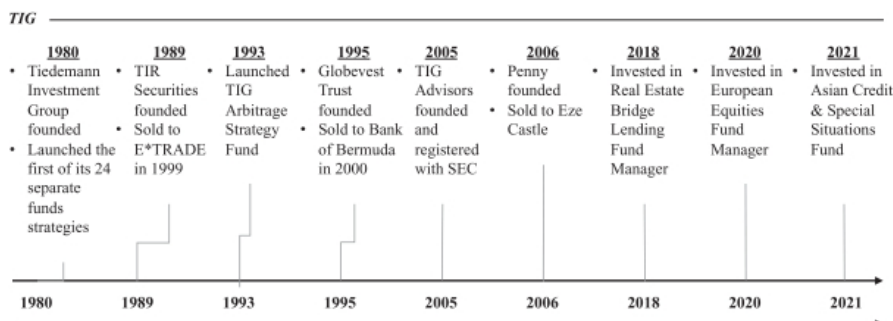 TIG
1980
• Tiedemann
Investment
Group
founded
• Launched the
first of its 24
separate
funds
strategies
1989
• TIR
Securities
founded
• Sold to
E*TRADE
in 1999
1993
• Launched
TIG
Arbitrage
Strategy
Fund
1995
• Globevest
Trust
founded
• Sold to Bank
of Bermuda
in 2000
2005
• TIG
Advisors
founded
and
registered
with SEC
2006
• Penny
founded
• Sold to Eze
Castle
2018
• Invested in
Real Estate
Bridge
Lending
Fund
Manager
2020
• Invested in
European
Equities
Fund
Manager
2021
• Invested in
Asian Credit
& Special
Situations
Fund
1980 1989 1993 1995 2005 2006 2018 2020 2021